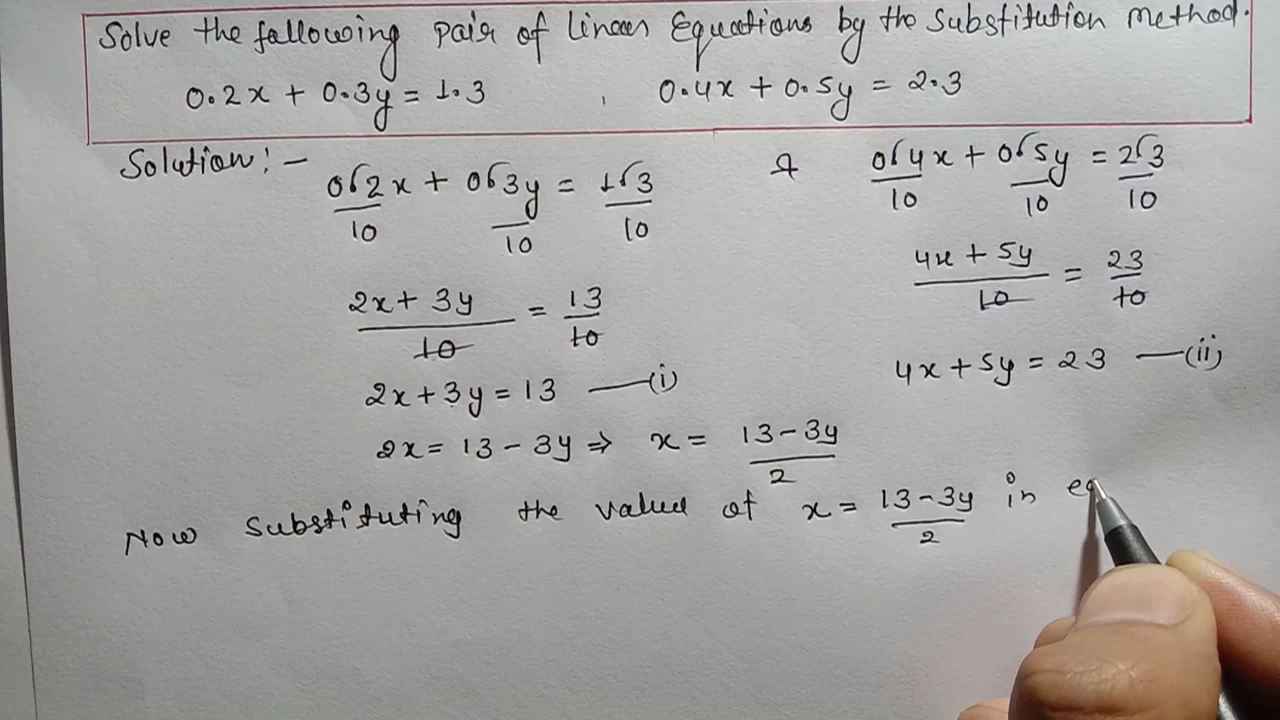 Solve the following pair of linear Equations by the substitution method.
0.2x + 0.3y = 1.3 , 0.4x + 0.5y = 2.3
Solution:- 0.2x/10 + 0.3y/10 = 1.3/10 & 0.4x/10 + 0.5y/10 = 2.3/10
2x + 3y/10 = 13/10
4x + 5y/10 = 23/10
2x + 3y = 13 —(i)
4x + 5y = 23 —(ii)
2x = 13 - 3y ⇒ x = 13 - 3y/2
Now substituting the value of x = 13 - 3y/2 in eq